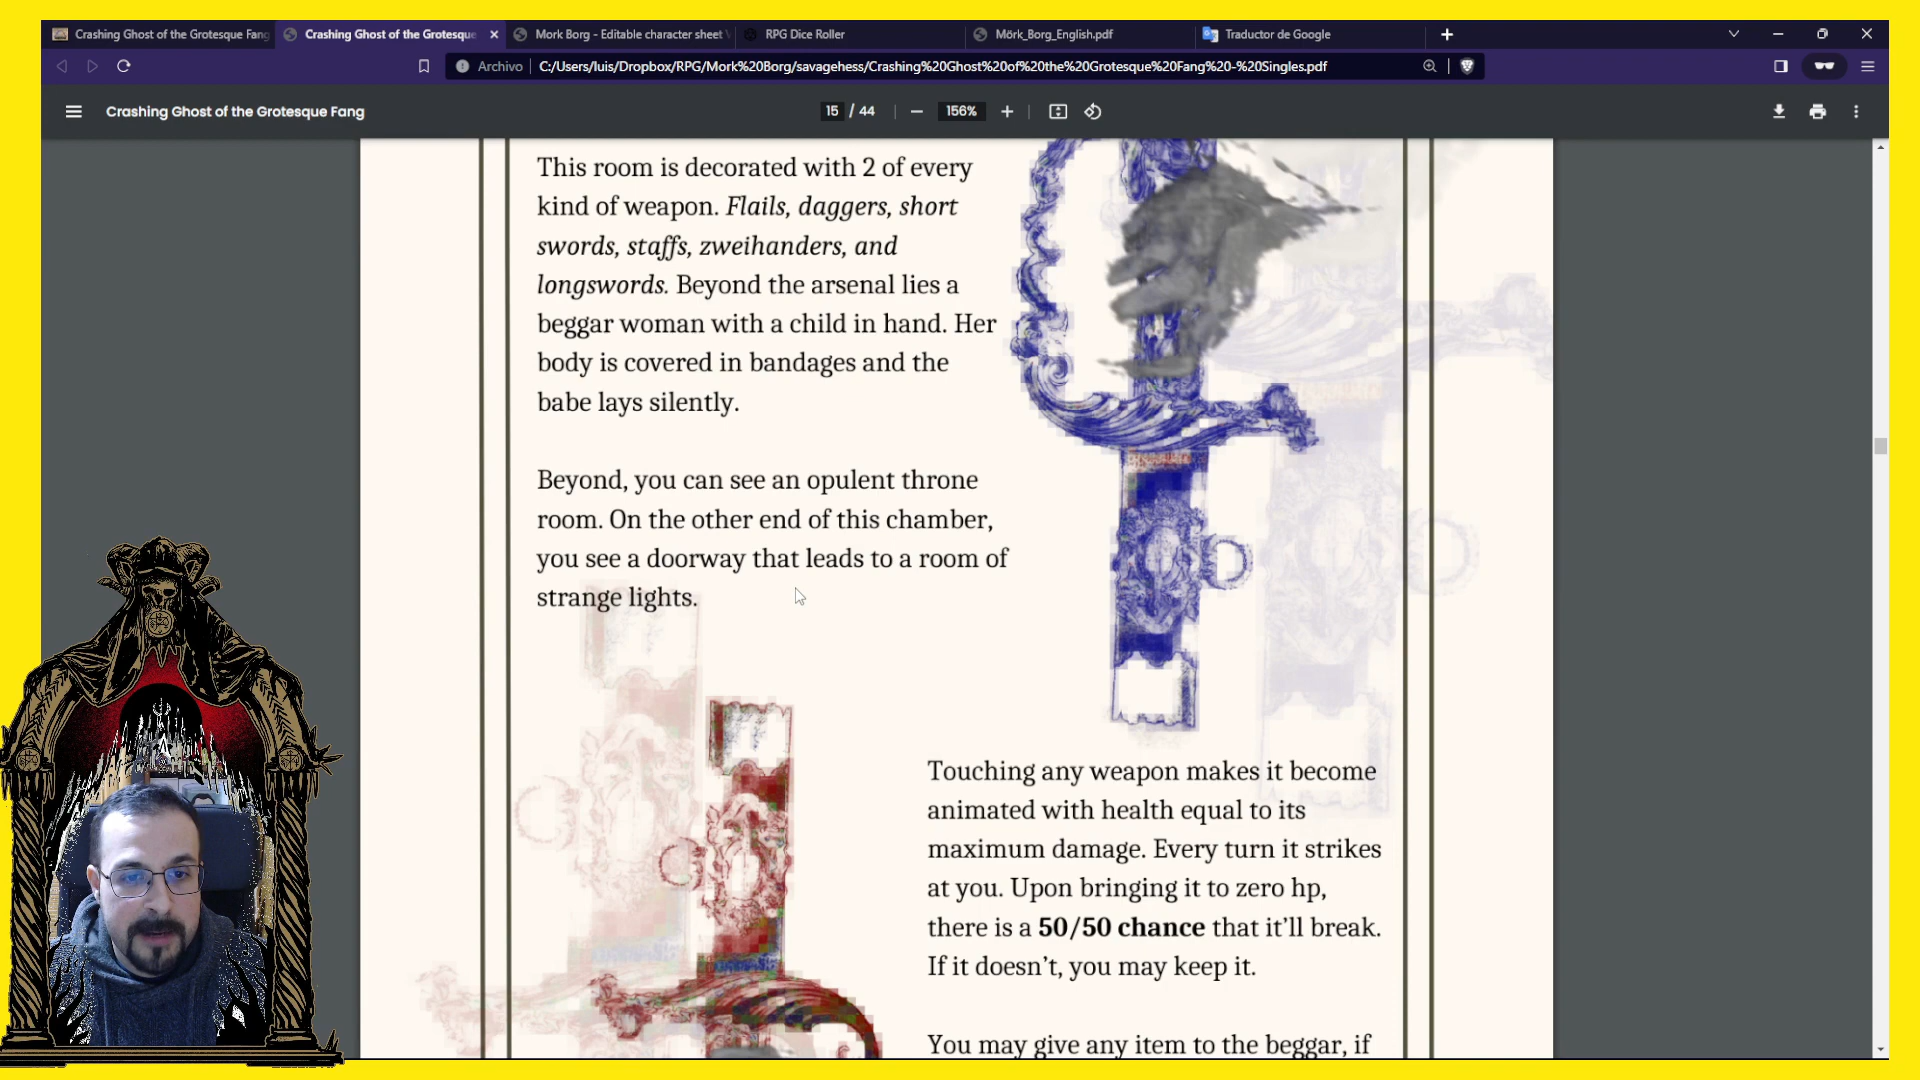 Crashing Ghost of the Grotesque Fang
Crashing Ghost of the Grotesque
Mork Borg - Editable character sheet
RPG Dice Roller
Mörk_Borg_English.pdf
Traductor de Google
Archivo
C:/Users/luis/Dropbox/RPG/Mork%20Borg/savagehess/Crashing%20Ghost%20of%20the%20Grotesque%20Fang%20-%20Singles.pdf
Crashing Ghost of the Grotesque Fang
15 / 44
156%
This room is decorated with 2 of every
kind of weapon. Flails, daggers, short
swords, staffs, zweihanders, and
longswords. Beyond the arsenal lies a
beggar woman with a child in hand. Her
body is covered in bandages and the
babe lays silently.
Beyond, you can see an opulent throne
room. On the other end of this chamber,
you see a doorway that leads to a room of
strange lights.
Touching any weapon makes it become
animated with health equal to its
maximum damage. Every turn it strikes
at you. Upon bringing it to zero hp,
there is a 50/50 chance that it'll break.
If it doesn't, you may keep it.
You may give any item to the beggar, if